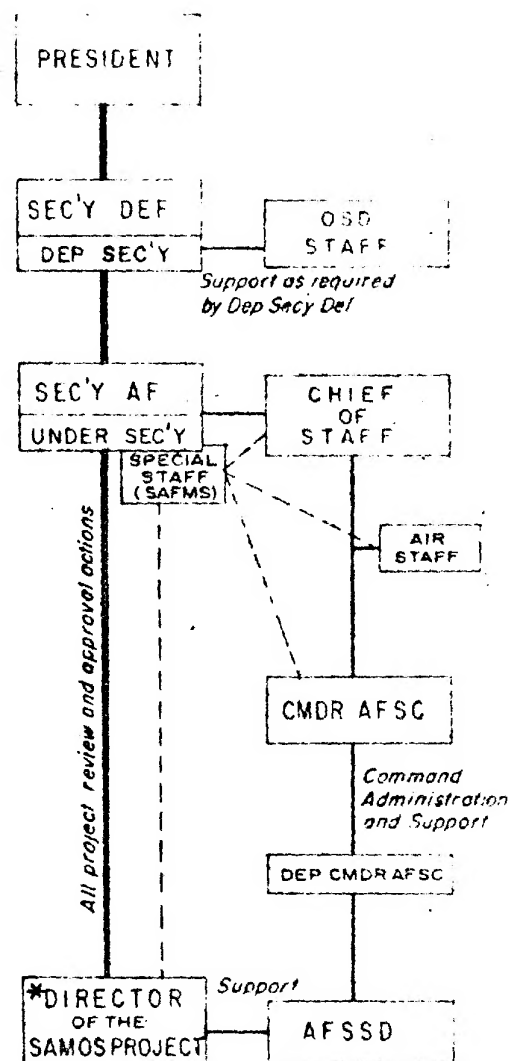 PRESIDENT
SEC'Y DEF
DEP SEC'Y
OSD
STAFF
Support as required
by Dep Secy Def
SEC'Y AF
UNDER SEC'Y
CHIEF
OF
STAFF
SPECIAL
STAFF
(SAFMS)
AIR
STAFF
All project review and approval actions
CMDR AFSC
Command
Administration
and Support
DEP CMDR AFSC
*DIRECTOR
OF THE
SAMOS PROJECT
Support
AFSSD